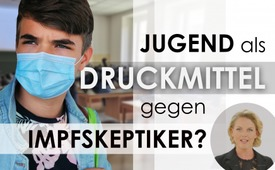 JUGEND als
DRUCKMITTEL
gegen
IMPFSKEPTIKER?